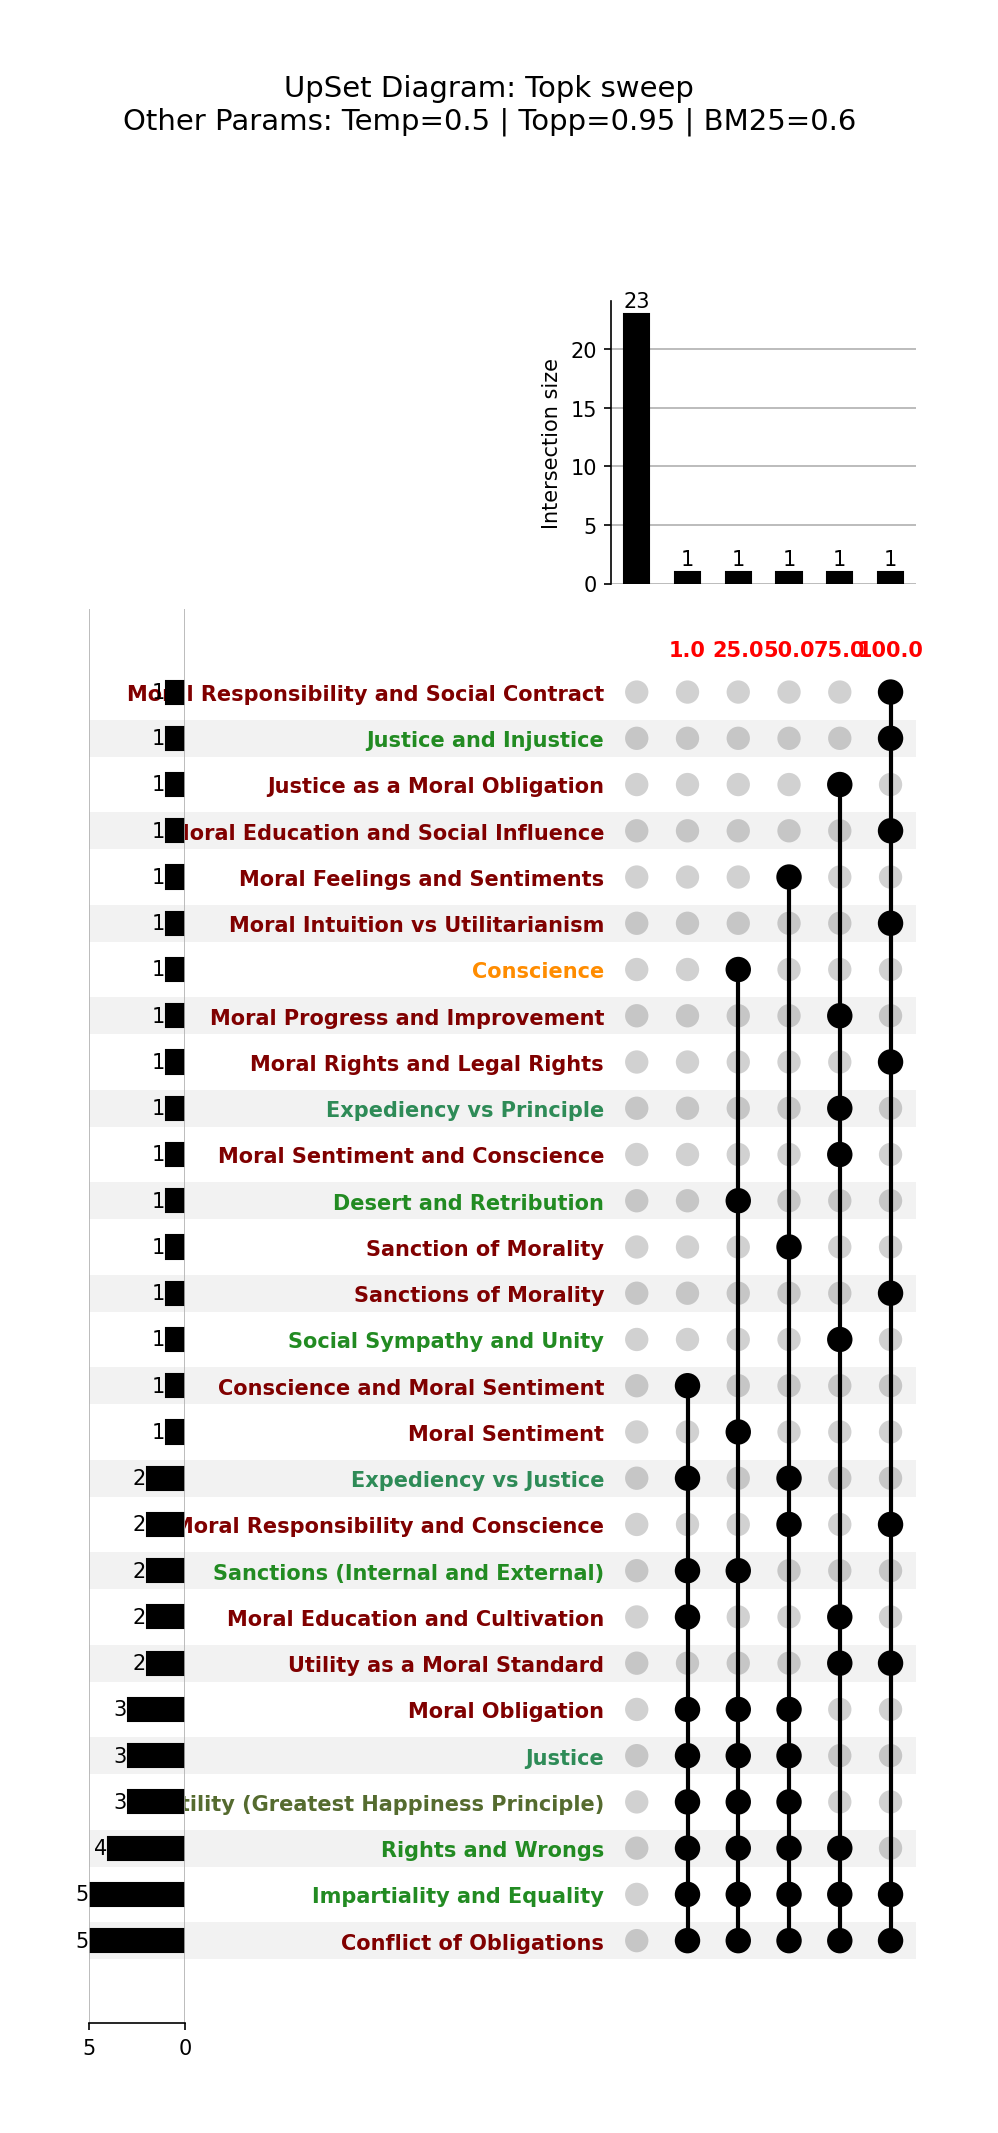 UpSet Diagram: Topk sweep
Other Params: Temp=0.5 | Topp=0.95 | BM25=0.6
23
20
15
10
5
0
Intersection size
1 1 1 1 1
1.0 25.0 50.0 75.0 100.0
1 Responsibility and Social Contract
1 Justice and Injustice
1 Justice as a Moral Obligation
1 Education and Social Influence
1 Moral Feelings and Sentiments
1 Moral Intuition vs Utilitarianism
1 Conscience
1 Moral Progress and Improvement
1 Moral Rights and Legal Rights
1 Expediency vs Principle
1 Moral Sentiment and Conscience
1 Desert and Retribution
1 Sanction of Morality
1 Sanctions of Morality
1 Social Sympathy and Unity
1 Conscience and Moral Sentiment
1 Moral Sentiment
2 Expediency vs Justice
2 Moral Responsibility and Conscience
2 Sanctions (Internal and External)
2 Moral Education and Cultivation
2 Utility as a Moral Standard
3 Moral Obligation
3 Justice
3 (Greatest Happiness Principle)
4 Rights and Wrongs
5 Impartiality and Equality
5 Conflict of Obligations
5 0